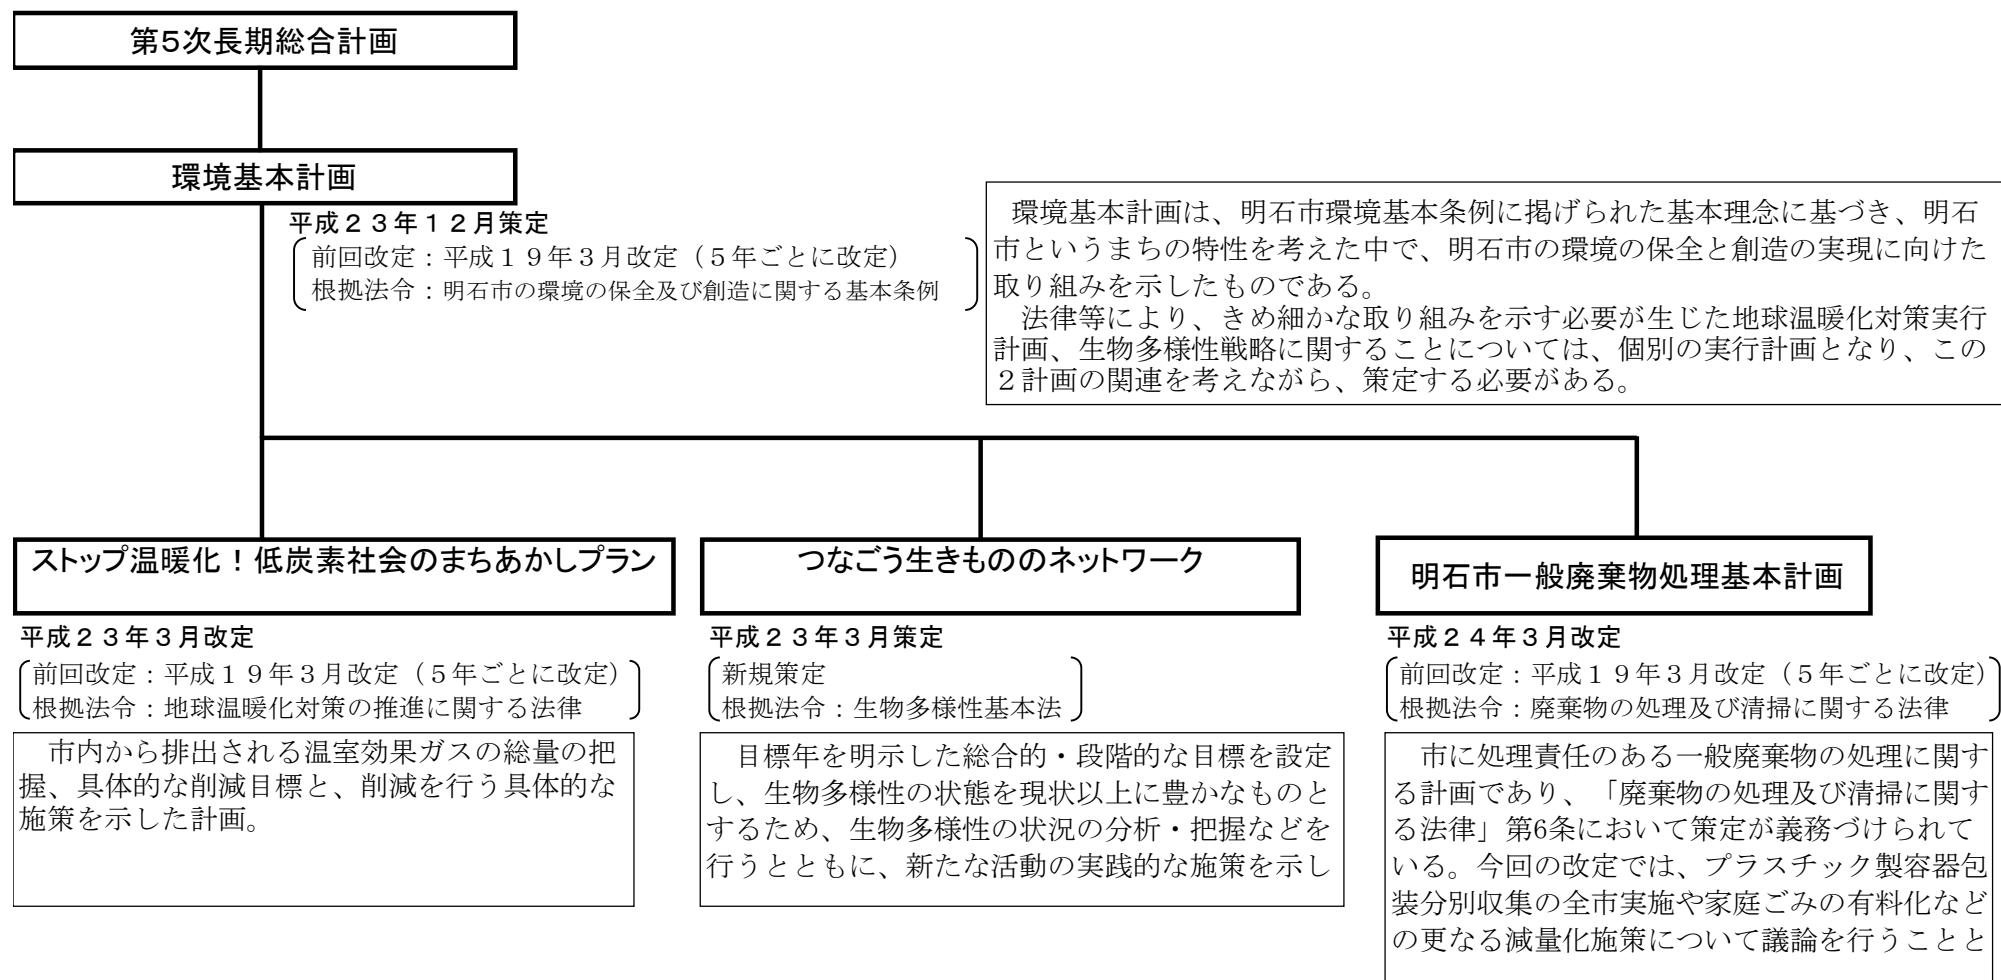 第5次長期総合計画
環境基本計画
平成２３年１２月策定
前回改定：平成１９年３月改定（５年ごとに改定）
根拠法令：明石市の環境の保全及び創造に関する基本条例
環境基本計画は、明石市環境基本条例に掲げられた基本理念に基づき、明石
市というまちの特性を考えた中で、明石市の環境の保全と創造の実現に向けた
取り組みを示したものである。
法律等により、きめ細かな取り組みを示す必要が生じた地球温暖化対策実行
計画、生物多様性戦略に関することについては、個別の実行計画となり、この
２計画の関連を考えながら、策定する必要がある。
ストップ温暖化！低炭素社会のまちあかしプラン
平成２３年３月改定
前回改定：平成１９年３月改定（５年ごとに改定）
根拠法令：地球温暖化対策の推進に関する法律
市内から排出される温室効果ガスの総量の把
握、具体的な削減目標と、削減を行う具体的な
施策を示した計画。
つなごう生きもののネットワーク
平成２３年３月策定
新規策定
根拠法令：生物多様性基本法
目標年を明示した総合的・段階的な目標を設定
し、生物多様性の状態を現状以上に豊かなものと
するため、生物多様性の状況の分析・把握などを
行うとともに、新たな活動の実践的な施策を示し
明石市一般廃棄物処理基本計画
平成２４年３月改定
前回改定：平成１９年３月改定（５年ごとに改定）
根拠法令：廃棄物の処理及び清掃に関する法律
市に処理責任のある一般廃棄物の処理に関す
る計画であり、「廃棄物の処理及び清掃に関す
る法律」第6条において策定が義務づけられて
いる。今回の改定では、プラスチック製容器包
装分別収集の全市実施や家庭ごみの有料化など
の更なる減量化施策について議論を行うことと